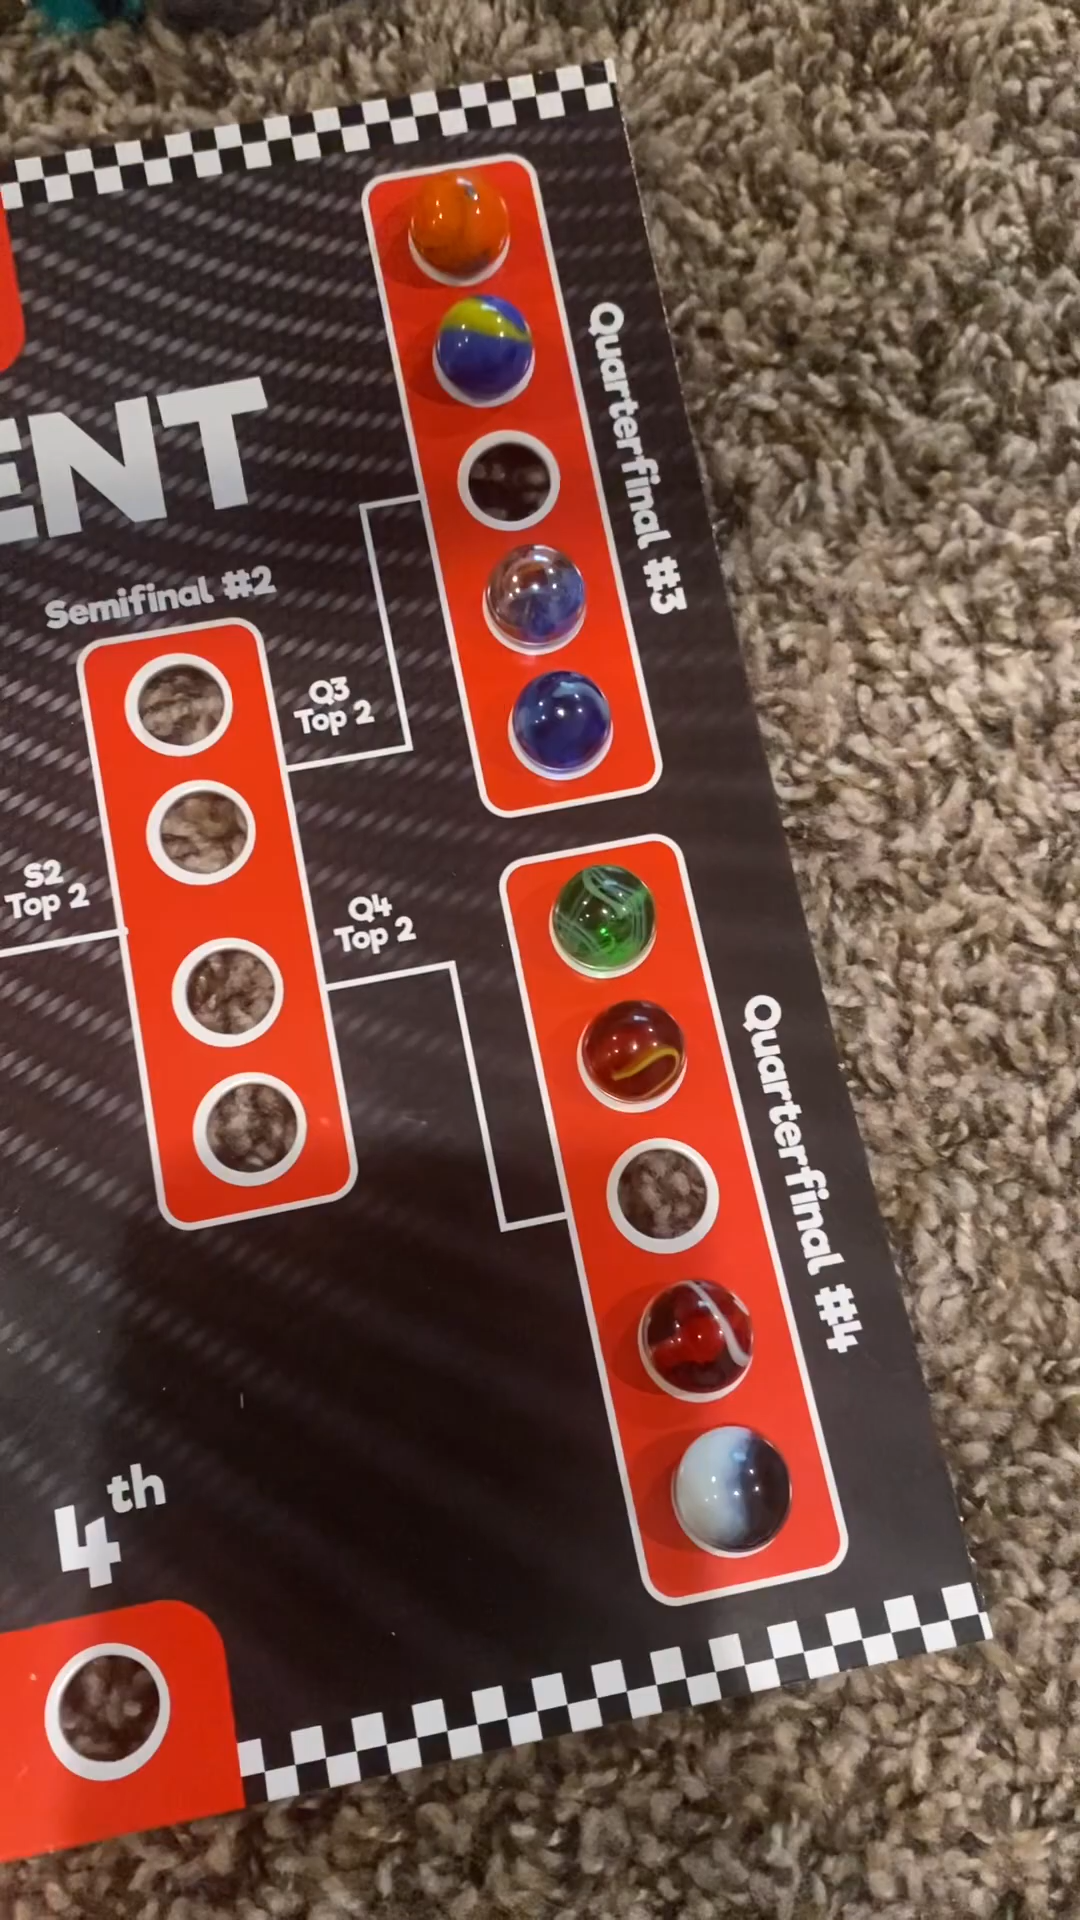 ENT
Quarterfinal #3
Semifinal #2
Q3
Top 2
S2
Top 2
Q4
Top 2
Quarterfinal #4
4th